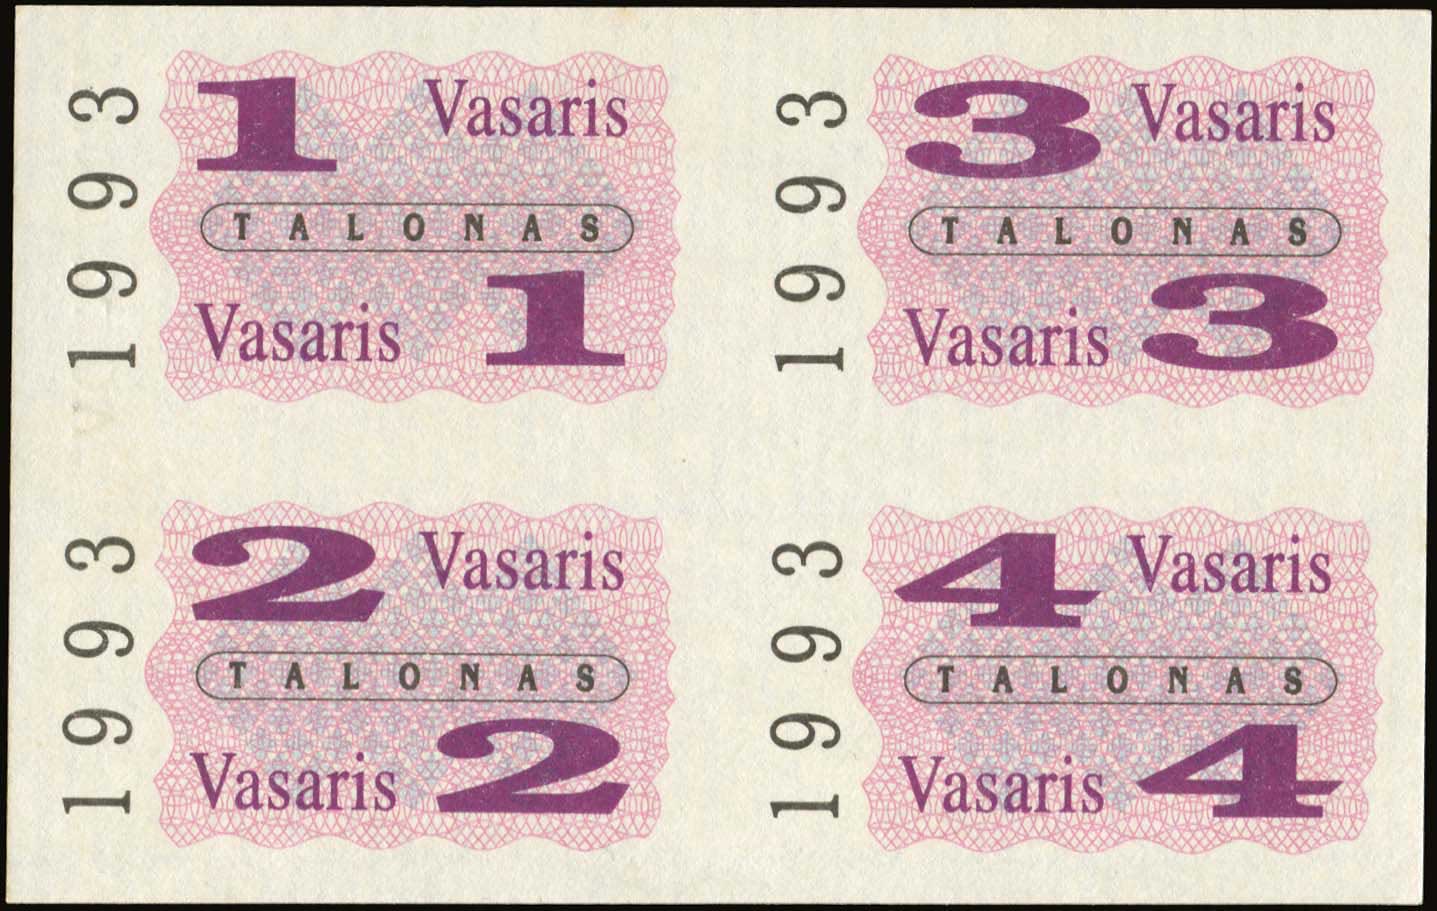 1993
1 Vasaris
TALONAS
Vasaris 1
1993
3 Vasaris
TALONAS
Vasaris 3
1993
2 Vasaris
TALONAS
Vasaris 2
1993
4 Vasaris
TALONAS
Vasaris 4